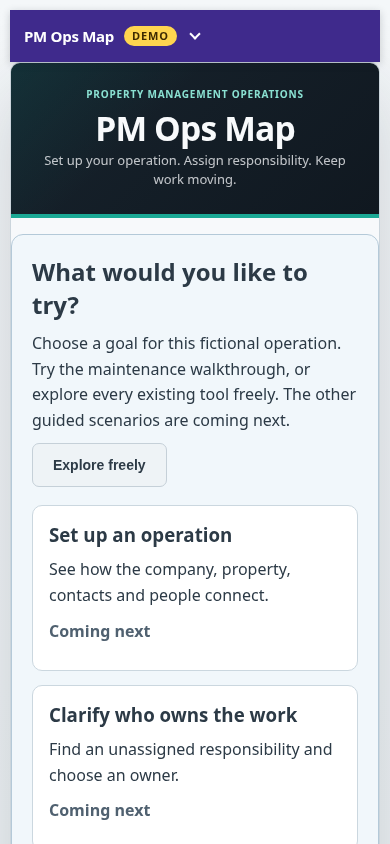 PM Ops Map DEMO
PROPERTY MANAGEMENT OPERATIONS
PM Ops Map
Set up your operation. Assign responsibility. Keep
work moving.
What would you like to
try?
Choose a goal for this fictional operation.
Try the maintenance walkthrough, or
explore every existing tool freely. The other
guided scenarios are coming next.
Explore freely
Set up an operation
See how the company, property,
contacts and people connect.
Coming next
Clarify who owns the work
Find an unassigned responsibility and
choose an owner.
Coming next